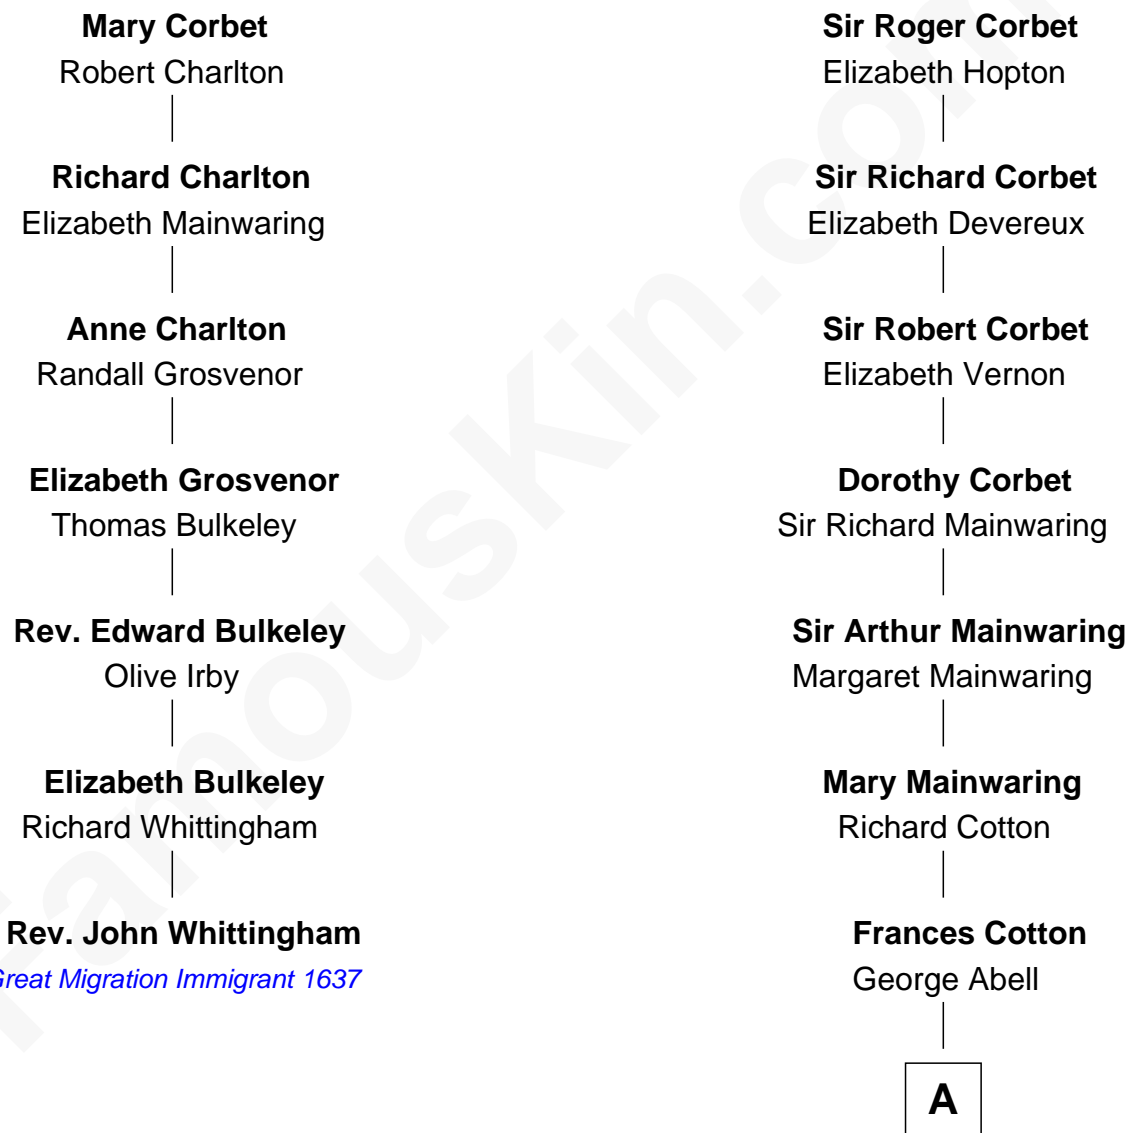 Mary Corbet
Robert Charlton
Richard Charlton
Elizabeth Mainwaring
Anne Charlton
Randall Grosvenor
Elizabeth Grosvenor
Thomas Bulkeley
Rev. Edward Bulkeley
Olive Irby
Elizabeth Bulkeley
Richard Whittingham
Rev. John Whittingham
Great Migration Immigrant 1637
Sir Roger Corbet
Elizabeth Hopton
Sir Richard Corbet
Elizabeth Devereux
Sir Robert Corbet
Elizabeth Vernon
Dorothy Corbet
Sir Richard Mainwaring
Sir Arthur Mainwaring
Margaret Mainwaring
Mary Mainwaring
Richard Cotton
Frances Cotton
George Abell
A
FamousKin.com